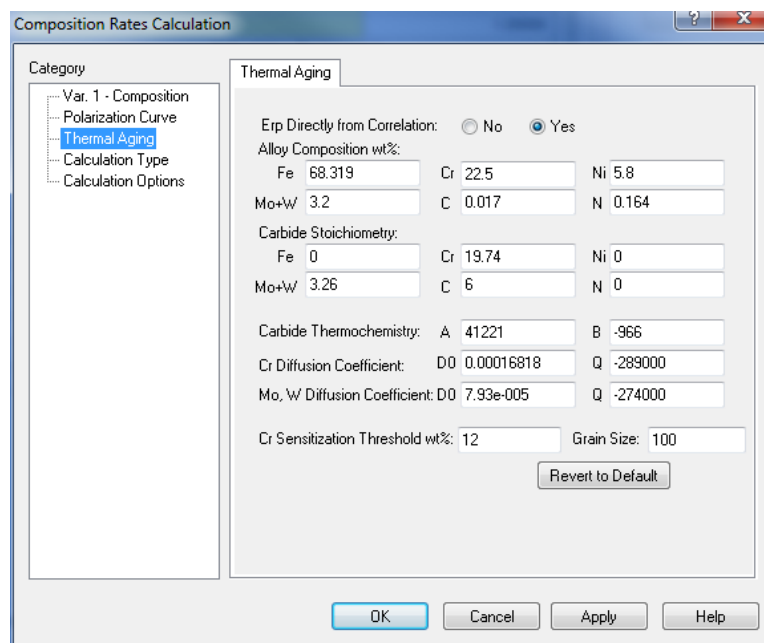 Composition Rates Calculation
?
X
Category
Var. 1 - Composition
Polarization Curve
Thermal Aging
Calculation Type
Calculation Options
Thermal Aging
Erp Directly from Correlation: No Yes
Alloy Composition wt%:
Fe 68.319 Cr 22.5 Ni 5.8
Mo+W 3.2 C 0.017 N 0.164
Carbide Stoichiometry:
Fe 0 Cr 19.74 Ni 0
Mo+W 3.26 C 6 N 0
Carbide Thermochemistry: A 41221 B -966
Cr Diffusion Coefficient: D0 0.00016818 Q -289000
Mo, W Diffusion Coefficient: D0 7.93e-005 Q -274000
Cr Sensitization Threshold wt%: 12 Grain Size: 100
Revert to Default
OK Cancel Apply Help